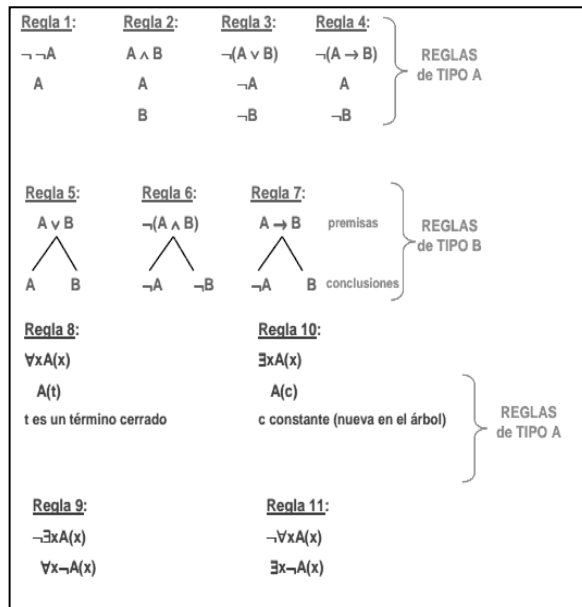 Regla 1: Regla 2: Regla 3: Regla 4:
¬ ¬A A ∧ B ¬(A ∨ B) ¬(A → B)
A A ¬A A
B ¬B ¬B
REGLAS
de TIPO A
Regla 5: Regla 6: Regla 7:
A ∨ B ¬(A ∧ B) A → B premisas
A B ¬A ¬B ¬A B conclusiones
REGLAS
de TIPO B
Regla 8: Regla 10:
∀xA(x) ∃xA(x)
A(t) A(c)
t es un término cerrado c constante (nueva en el árbol)
REGLAS
de TIPO A
Regla 9: Regla 11:
¬∃xA(x) ¬∀xA(x)
∀x¬A(x) ∃x¬A(x)